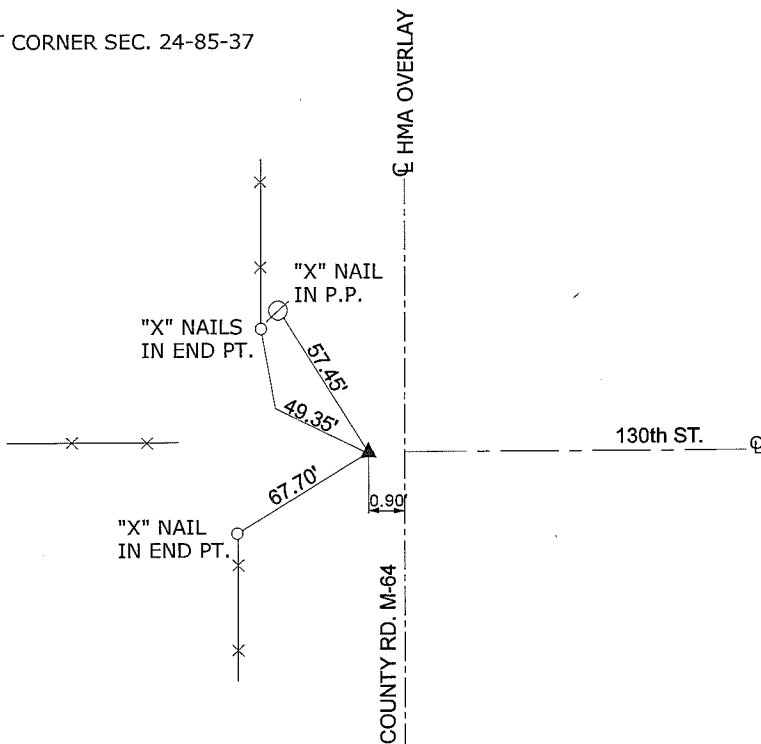 CORNER SEC. 24-85-37
℄ HMA OVERLAY
"X" NAIL
IN P.P.
"X" NAILS
IN END PT.
57.45'
49.35'
130th ST.
℄
67.70'
0.90'
"X" NAIL
IN END PT.
COUNTY RD. M-64